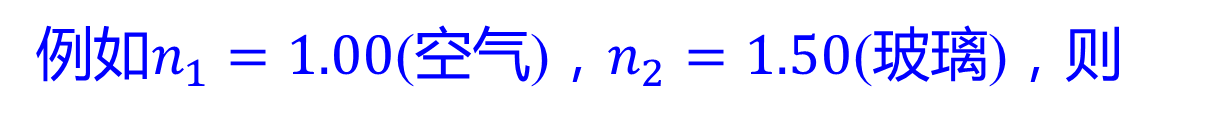 例如n₁ = 1.00(空气)，n₂ = 1.50(玻璃)，则